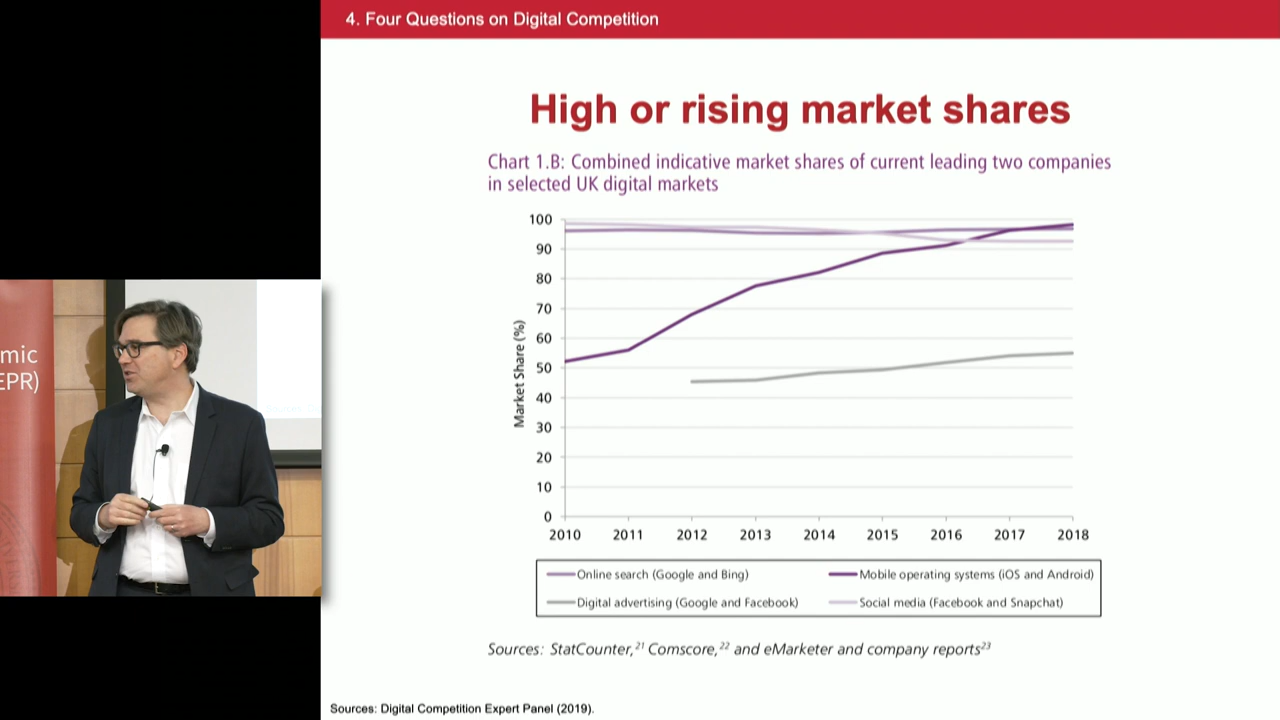 4. Four Questions on Digital Competition
High or rising market shares
Chart 1.B: Combined indicative market shares of current leading two companies
in selected UK digital markets
Market Share (%)
100
90
80
70
60
50
40
30
20
10
0
2010 2011 2012 2013 2014 2015 2016 2017 2018
Online search (Google and Bing) Mobile operating systems (iOS and Android)
Digital advertising (Google and Facebook) Social media (Facebook and Snapchat)
Sources: StatCounter,²¹ Comscore,²² and eMarketer and company reports²³
Sources: Digital Competition Expert Panel (2019).
mic
EPR)